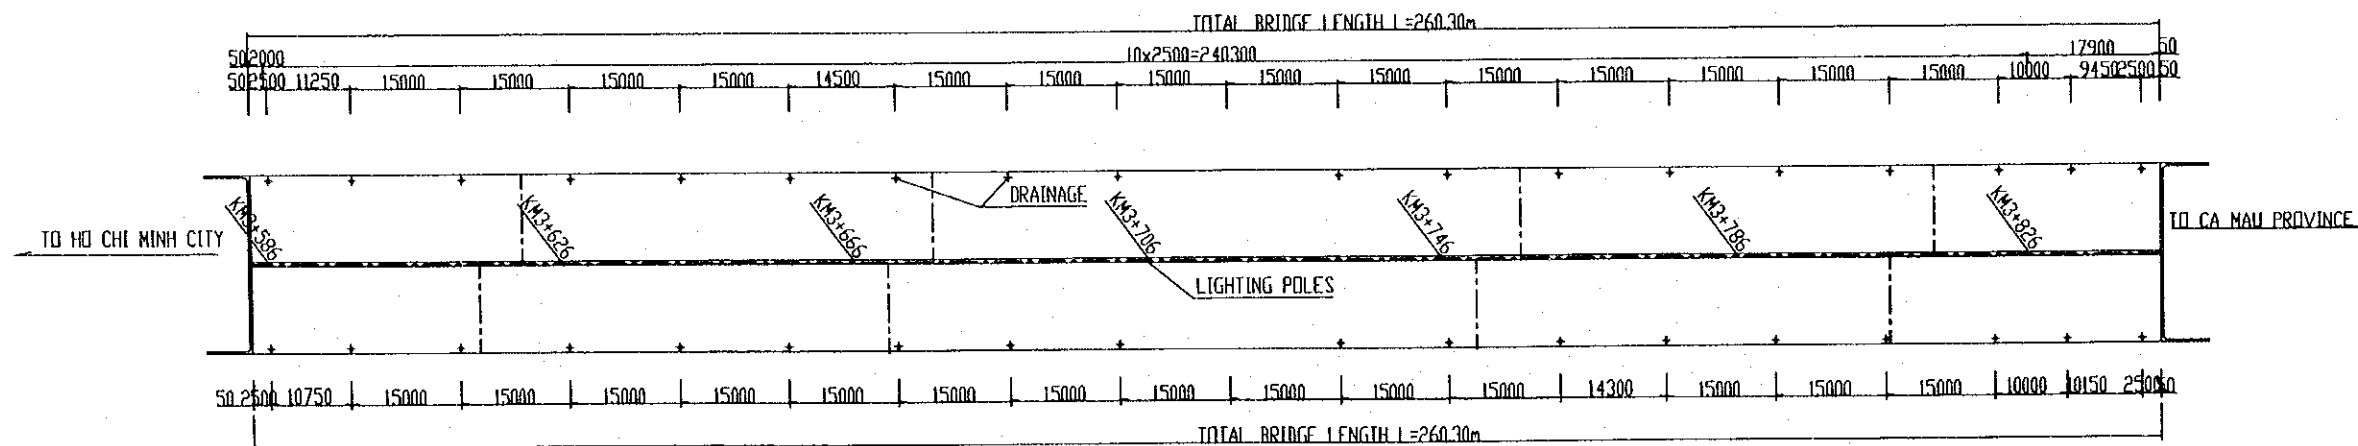 TOTAL BRIDGE LENGTH L=260.30m
50 2000 10x2500=240300 17900 50
50 2500 11250 15000 15000 15000 15000 14500 15000 15000 15000 15000 15000 15000 15000 15000 15000 15000 10000 9450 2500 50
DRAINAGE
KM3+586 KM3+626 KM3+666 KM3+706 KM3+746 KM3+786 KM3+826
TO HO CHI MINH CITY
TO CA MAU PROVINCE
LIGHTING POLES
50 2500 10750 15000 15000 15000 15000 15000 15000 15000 15000 15000 15000 15000 14300 15000 15000 15000 10000 10150 2500 50
TOTAL BRIDGE LENGTH L=260.30m